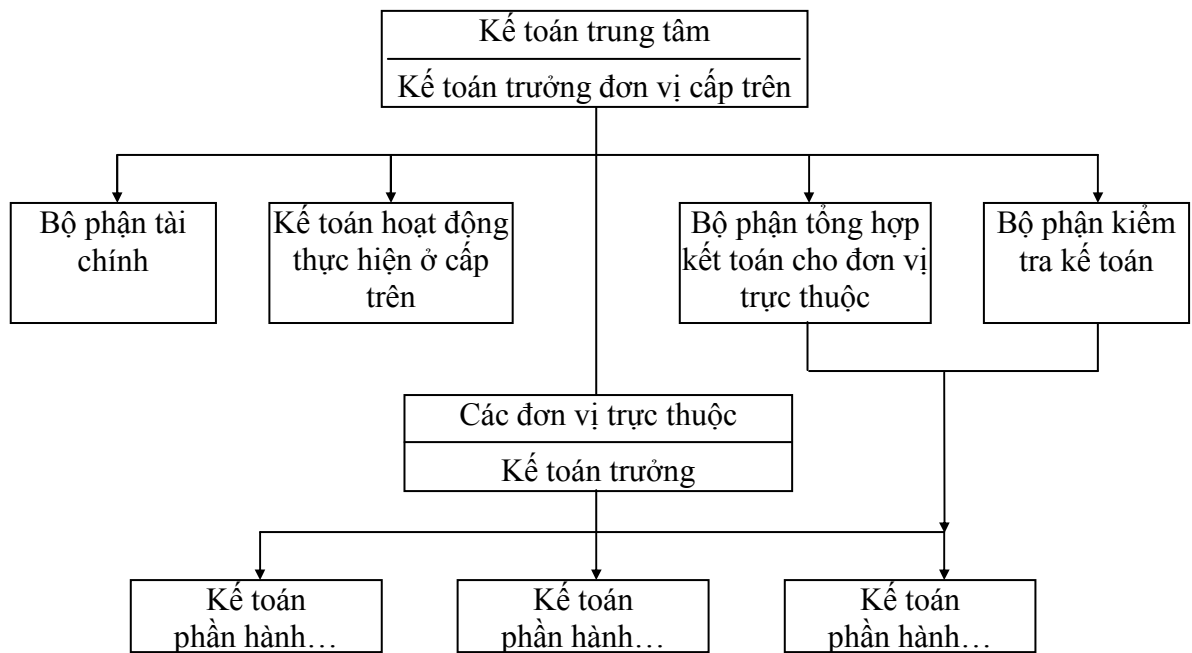 Kế toán trung tâm
Kế toán trưởng đơn vị cấp trên
Bộ phận tài
chính
Kế toán hoạt động
thực hiện ở cấp
trên
Bộ phận tổng hợp
kết toán cho đơn vị
trực thuộc
Bộ phận kiểm
tra kế toán
Các đơn vị trực thuộc
Kế toán trưởng
Kế toán
phần hành…
Kế toán
phần hành…
Kế toán
phần hành…